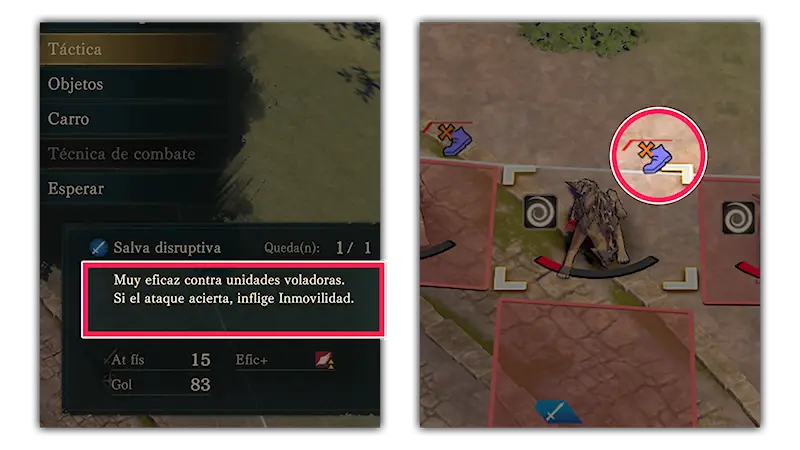 Táctica
Objetos
Carro
Técnica de combate
Esperar
Salva disruptiva Queda(n): 1/ 1
Muy eficaz contra unidades voladoras.
Si el ataque acierta, inflige Inmovilidad.
At fís 15 Efic+
Gol 83